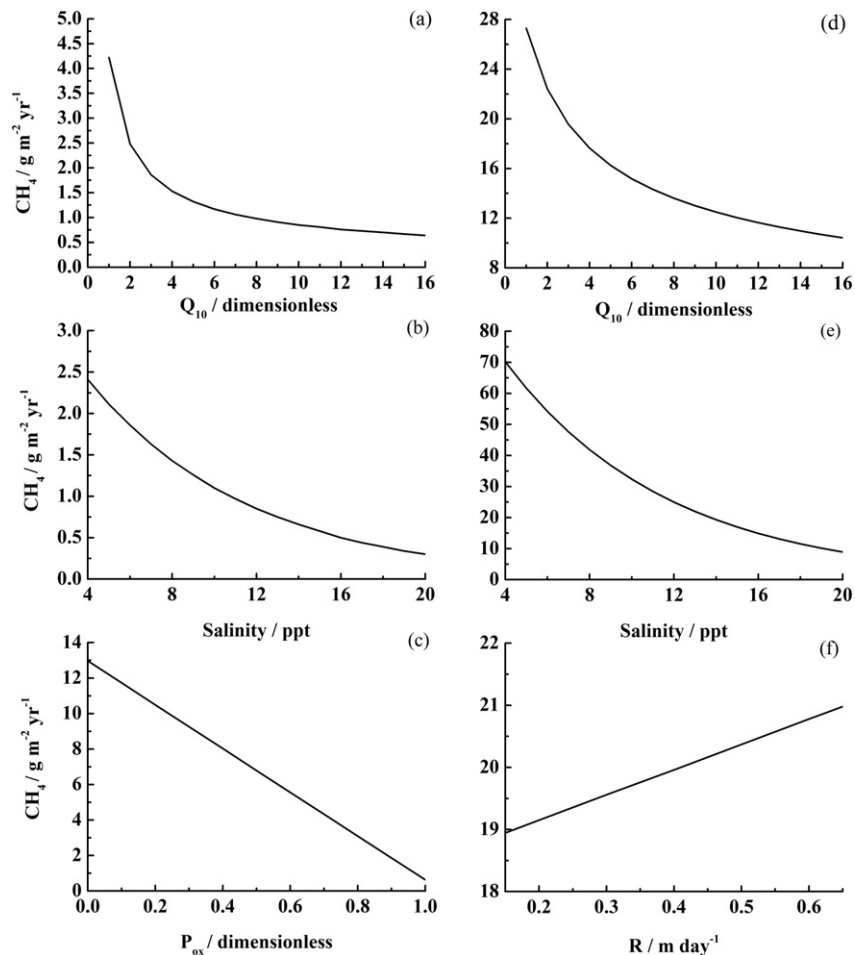 (a)
5.0
4.5
4.0
3.5
3.0
2.5
2.0
1.5
1.0
0.5
0.0
0 2 4 6 8 10 12 14 16
CH4 / g m-2 yr-1
Q10 / dimensionless
(d)
28
24
20
16
12
8
0 2 4 6 8 10 12 14 16
Q10 / dimensionless
(b)
3.0
2.5
2.0
1.5
1.0
0.5
0.0
4 8 12 16 20
CH4 / g m-2 yr-1
Salinity / ppt
(e)
80
70
60
50
40
30
20
10
0
4 8 12 16 20
Salinity / ppt
(c)
14
12
10
8
6
4
2
0
0.0 0.2 0.4 0.6 0.8 1.0
CH4 / g m-2 yr-1
Pox / dimensionless
(f)
22
21
20
19
18
0.2 0.3 0.4 0.5 0.6
R / m day-1